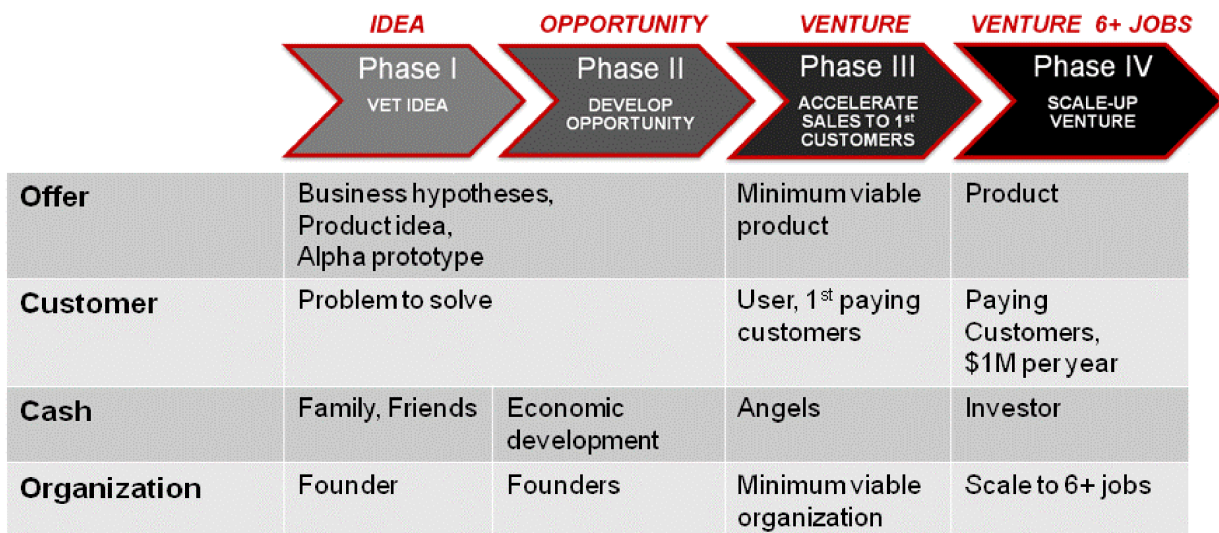 IDEA
OPPORTUNITY
VENTURE
VENTURE 6+ JOBS
Phase I
VET IDEA
Phase II
DEVELOP
OPPORTUNITY
Phase III
ACCELERATE
SALES TO 1st
CUSTOMERS
Phase IV
SCALE-UP
VENTURE
Offer
Business hypotheses,
Product idea,
Alpha prototype
Minimum viable
product
Product
Customer
Problem to solve
User, 1st paying
customers
Paying
Customers,
$1M per year
Cash
Family, Friends
Economic
development
Angels
Investor
Organization
Founder
Founders
Minimum viable
organization
Scale to 6+ jobs